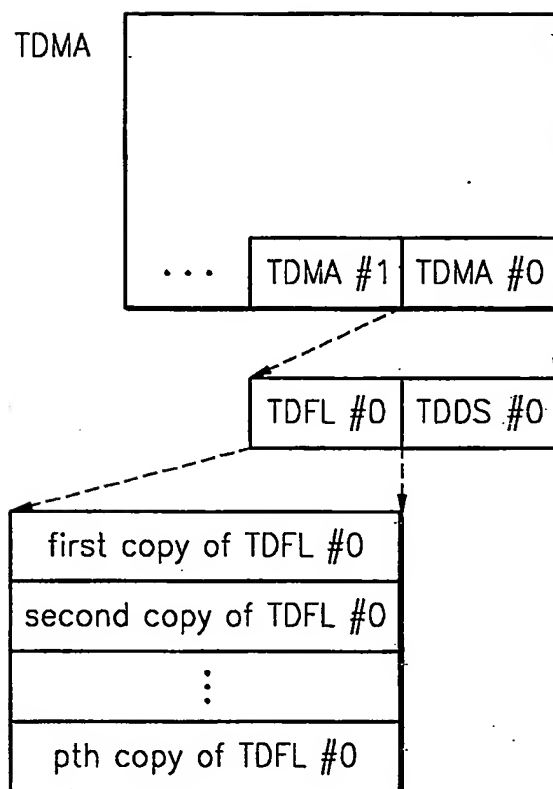 TDMA
... TDMA #1 TDMA #0
TDFL #0 TDDS #0
first copy of TDFL #0
second copy of TDFL #0
⋮
pth copy of TDFL #0